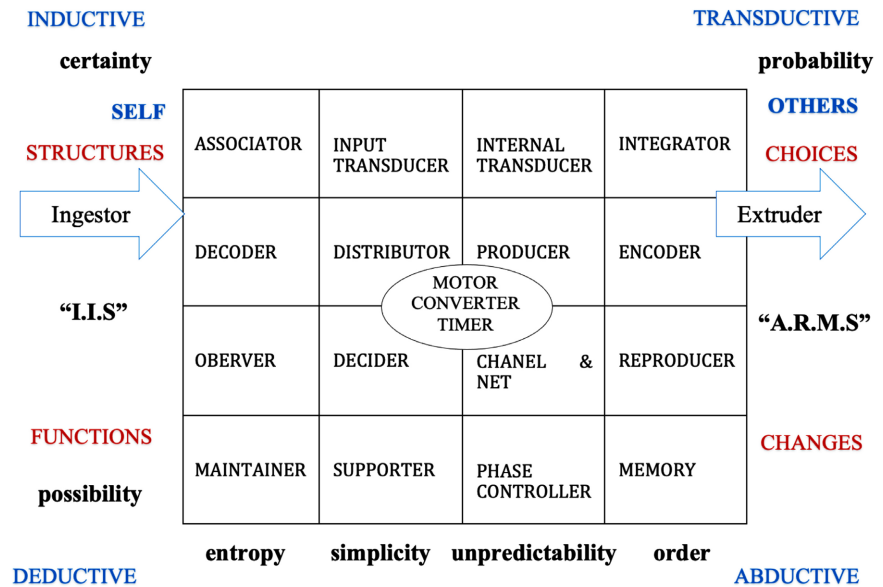 INDUCTIVE
TRANSDUCTIVE
certainty
probability
SELF
OTHERS
STRUCTURES
CHOICES
ASSOCIATOR
INPUT
TRANSDUCER
INTERNAL
TRANSDUCER
INTEGRATOR
Ingestor
Extruder
DECODER
DISTRIBUTOR
PRODUCER
ENCODER
MOTOR
CONVERTER
TIMER
“I.I.S”
“A.R.M.S”
OBERVER
DECIDER
CHANEL &
NET
REPRODUCER
FUNCTIONS
CHANGES
MAINTAINER
SUPPORTER
PHASE
CONTROLLER
MEMORY
possibility
entropy
simplicity
unpredictability
order
DEDUCTIVE
ABDUCTIVE